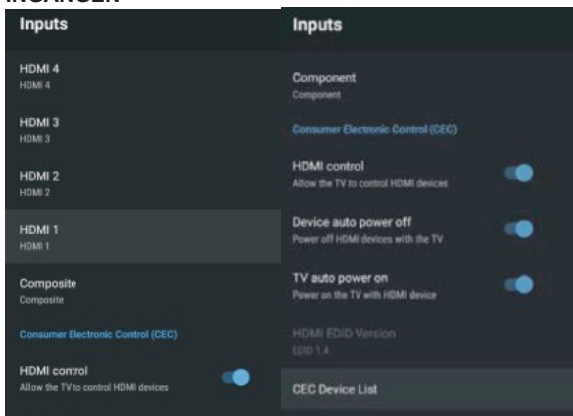 Inputs
HDMI 4
HDMI 4
HDMI 3
HDMI 3
HDMI 2
HDMI 2
HDMI 1
HDMI 1
Composite
Composite
Consumer Electronic Control (CEC)
HDMI control
Allow the TV to control HDMI devices
Inputs
Component
Component
Consumer Electronic Control (CEC)
HDMI control
Allow the TV to control HDMI devices
Device auto power off
Power off HDMI devices with the TV
TV auto power on
Power on the TV with HDMI device
HDMI EDID Version
EDID 1.4
CEC Device List